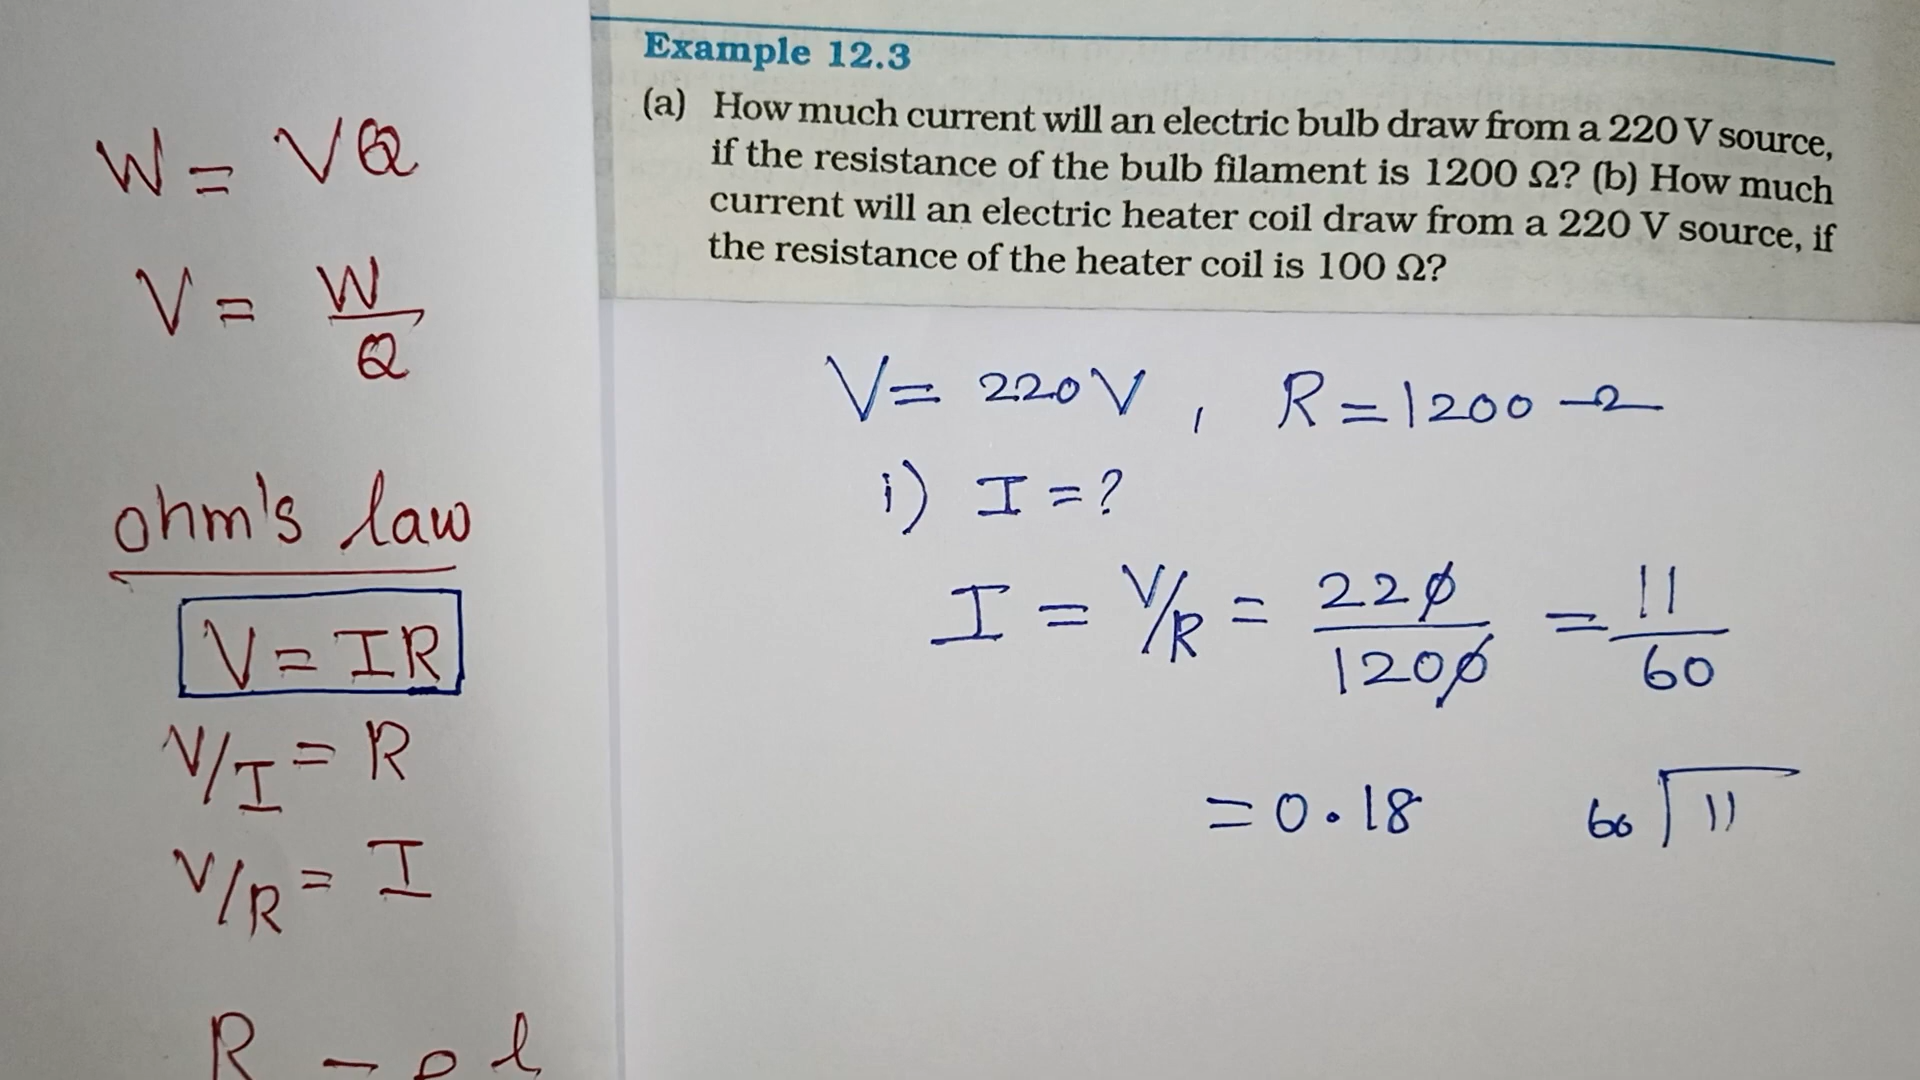 W = VQ
V = W/Q
ohm's law
V = IR
V/I = R
V/R = I
R = ρ l
Example 12.3
(a) How much current will an electric bulb draw from a 220 V source,
if the resistance of the bulb filament is 1200 Ω? (b) How much
current will an electric heater coil draw from a 220 V source, if
the resistance of the heater coil is 100 Ω?
V = 220 V , R = 1200 Ω
i) I = ?
I = V/R = 220/1200 = 11/60
= 0.18 60 11